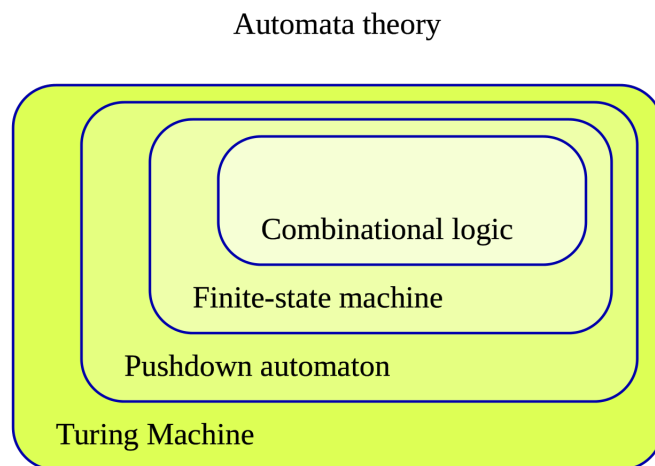 Automata theory
Combinational logic
Finite-state machine
Pushdown automaton
Turing Machine